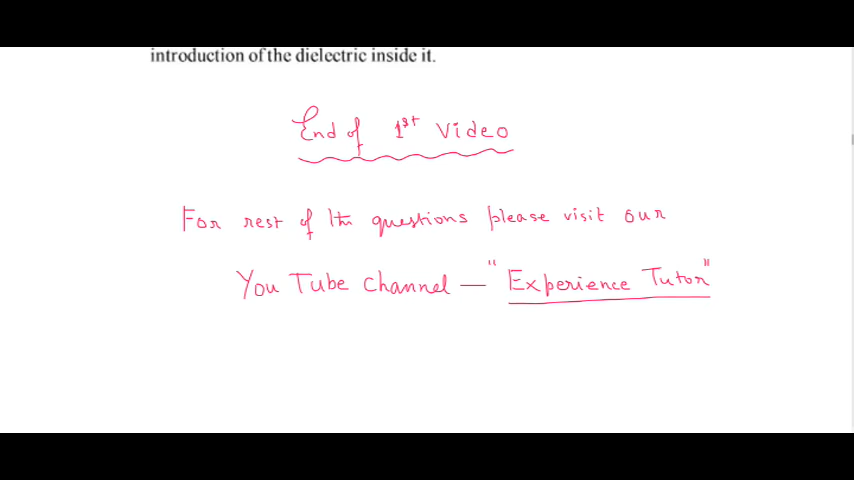 introduction of the dielectric inside it.
End of 1st Video
For rest of the questions please visit our
You Tube Channel — "Experience Tutor"